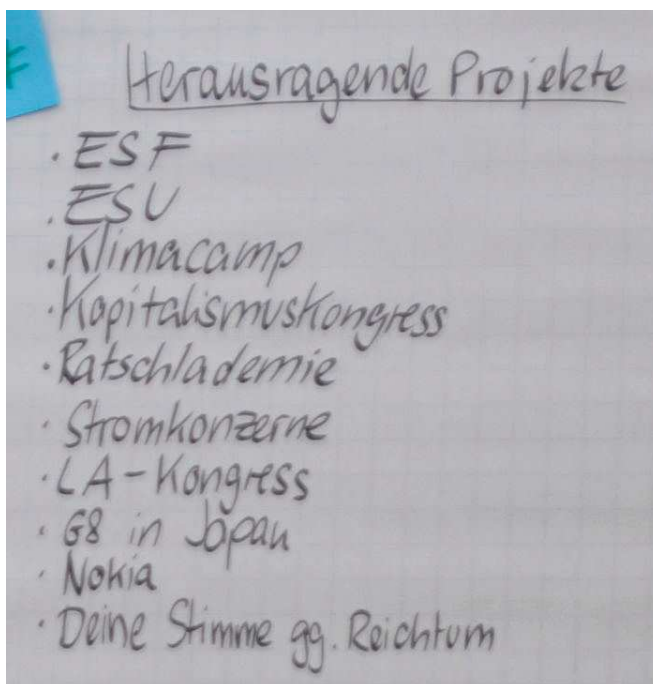 Herausragende Projekte
· ESF
· ESU
· Klimacamp
· Kapitalismuskongress
· Ratschlademie
· Stromkonzerne
· LA-Kongress
· G8 in Japan
· Nokia
· Deine Stimme gg. Reichtum